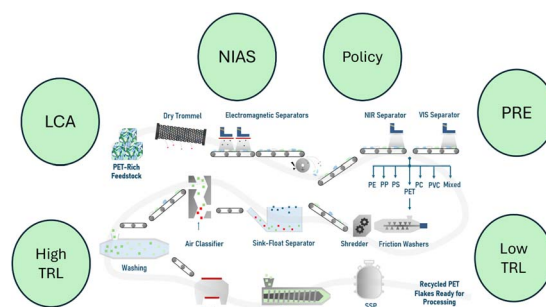 NIAS
Policy
LCA
PRE
Dry Trommel
Electromagnetic Separators
NIR Separator
VIS Separator
PET-Rich
Feedstock
PE PP PS PET PC PVC Mixed
Air Classifier
Sink-Float Separator
Shredder
Friction Washers
Washing
High
TRL
Low
TRL
SSP
Recycled PET
Flakes Ready for
Processing